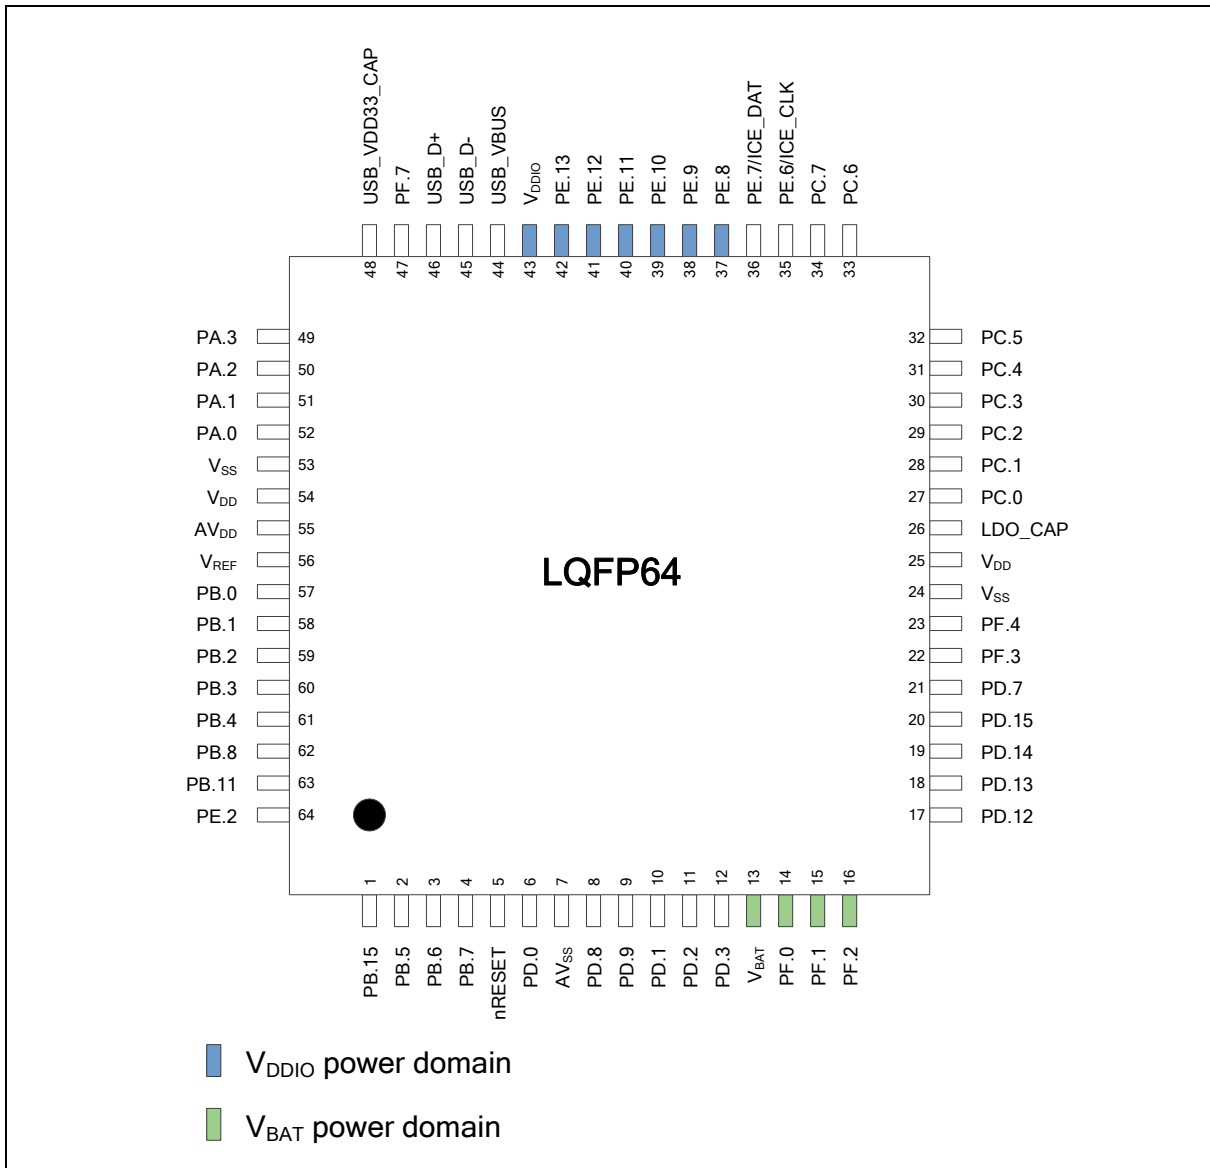 USB_VDD33_CAP
PF.7
USB_D+
USB_D-
USB_VBUS
VDDIO
PE.13
PE.12
PE.11
PE.10
PE.9
PE.8
PE.7/ICE_DAT
PE.6/ICE_CLK
PC.7
PC.6
48 47 46 45 44 43 42 41 40 39 38 37 36 35 34 33
PA.3 49 32 PC.5
PA.2 50 31 PC.4
PA.1 51 30 PC.3
PA.0 52 29 PC.2
VSS 53 28 PC.1
VDD 54 27 PC.0
AVDD 55 26 LDO_CAP
VREF 56 25 VDD
LQFP64
PB.0 57 24 VSS
PB.1 58 23 PF.4
PB.2 59 22 PF.3
PB.3 60 21 PD.7
PB.4 61 20 PD.15
PB.8 62 19 PD.14
PB.11 63 18 PD.13
PE.2 64 17 PD.12
1 2 3 4 5 6 7 8 9 10 11 12 13 14 15 16
PB.15
PB.5
PB.6
PB.7
nRESET
PD.0
AVSS
PD.8
PD.9
PD.1
PD.2
PD.3
VBAT
PF.0
PF.1
PF.2
VDDIO power domain
VBAT power domain